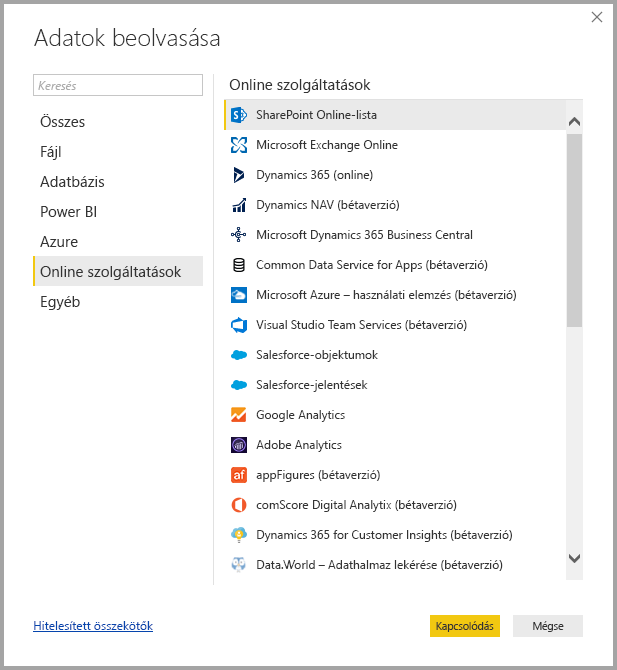 Adatok beolvasása
Keresés
Összes
Fájl
Adatbázis
Power BI
Azure
Online szolgáltatások
Egyéb
Online szolgáltatások
SharePoint Online-lista
Microsoft Exchange Online
Dynamics 365 (online)
Dynamics NAV (bétaverzió)
Microsoft Dynamics 365 Business Central
Common Data Service for Apps (bétaverzió)
Microsoft Azure – használati elemzés (bétaverzió)
Visual Studio Team Services (bétaverzió)
Salesforce-objektumok
Salesforce-jelentések
Google Analytics
Adobe Analytics
appFigures (bétaverzió)
comScore Digital Analytix (bétaverzió)
Dynamics 365 for Customer Insights (bétaverzió)
Data.World – Adathalmaz lekérése (bétaverzió)
Hitelesített összekötők
Kapcsolódás
Mégse